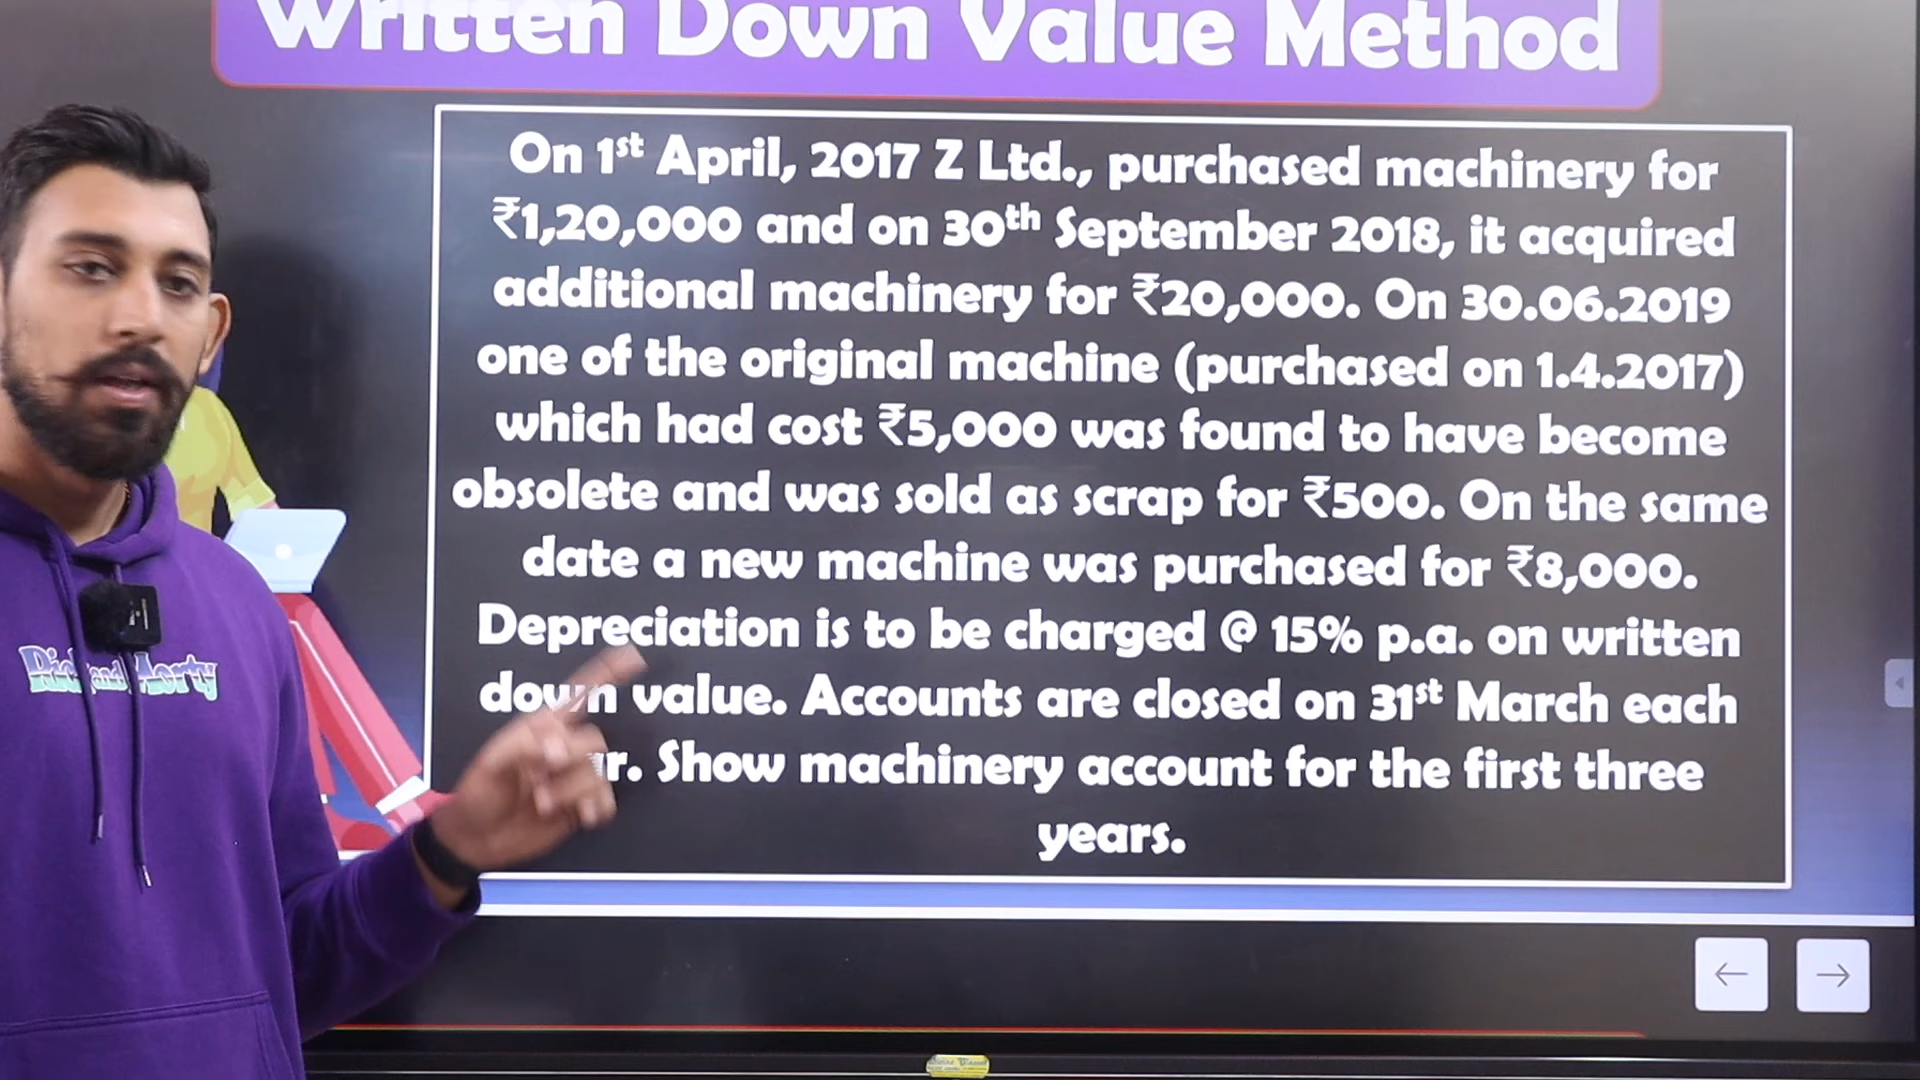 Written Down Value Method
On 1st April, 2017 Z Ltd., purchased machinery for
₹1,20,000 and on 30th September 2018, it acquired
additional machinery for ₹20,000. On 30.06.2019
one of the original machine (purchased on 1.4.2017)
which had cost ₹5,000 was found to have become
obsolete and was sold as scrap for ₹500. On the same
date a new machine was purchased for ₹8,000.
Depreciation is to be charged @ 15% p.a. on written
down value. Accounts are closed on 31st March each
ar. Show machinery account for the first three
years.
Rick and Morty